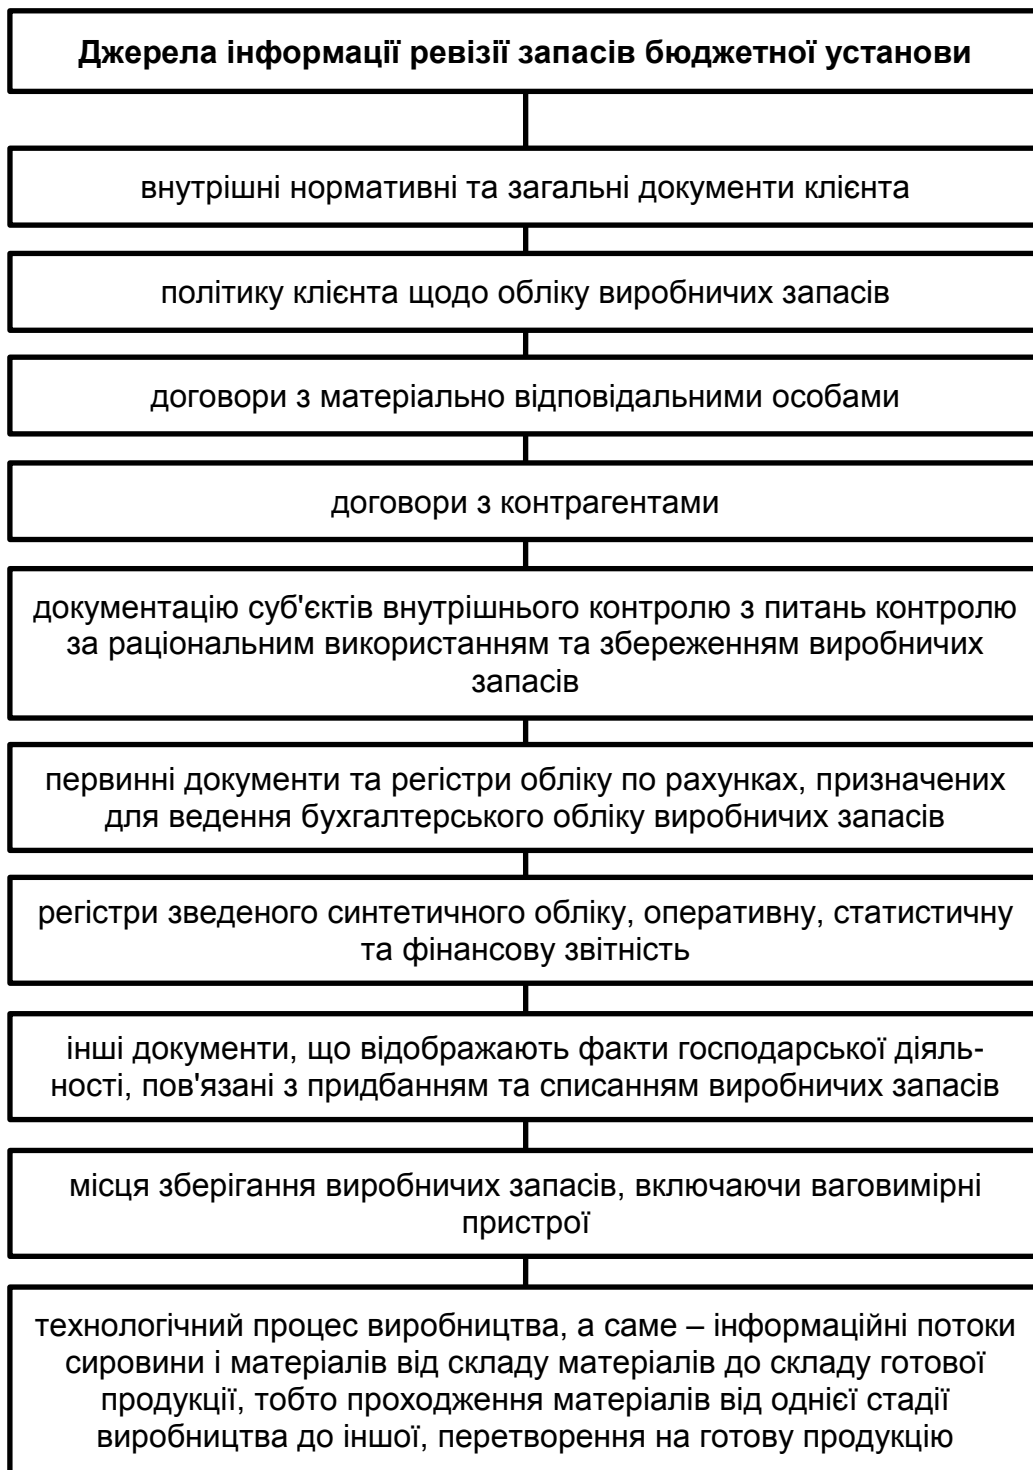 Джерела інформації ревізії запасів бюджетної установи
внутрішні нормативні та загальні документи клієнта
політику клієнта щодо обліку виробничих запасів
договори з матеріально відповідальними особами
договори з контрагентами
документацію суб'єктів внутрішнього контролю з питань контролю
за раціональним використанням та збереженням виробничих
запасів
первинні документи та регістри обліку по рахунках, призначених
для ведення бухгалтерського обліку виробничих запасів
регістри зведеного синтетичного обліку, оперативну, статистичну
та фінансову звітність
інші документи, що відображають факти господарської діяль-
ності, пов'язані з придбанням та списанням виробничих запасів
місця зберігання виробничих запасів, включаючи ваговимірні
пристрої
технологічний процес виробництва, а саме – інформаційні потоки
сировини і матеріалів від складу матеріалів до складу готової
продукції, тобто проходження матеріалів від однієї стадії
виробництва до іншої, перетворення на готову продукцію